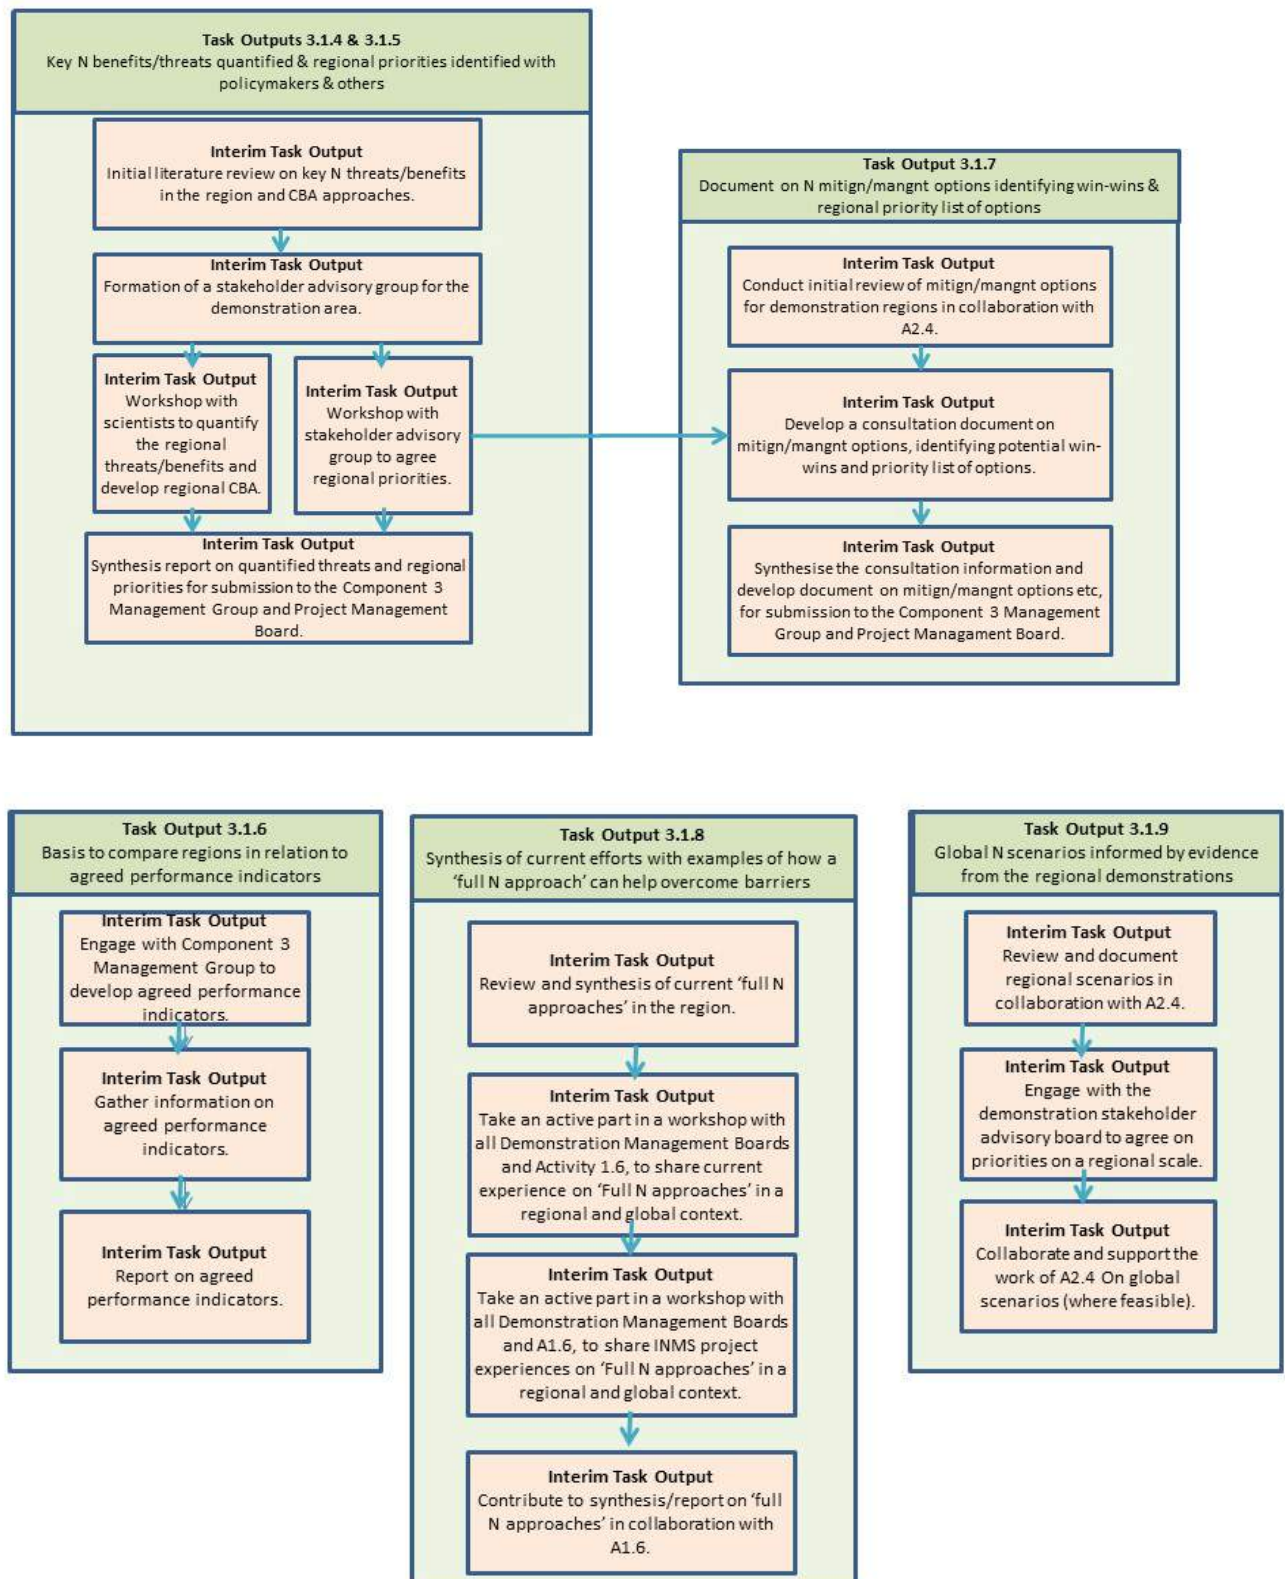 Task Outputs 3.1.4 & 3.1.5
Key N benefits/threats quantified & regional priorities identified with
policymakers & others
Interim Task Output
Initial literature review on key N threats/benefits
in the region and CBA approaches.
Interim Task Output
Formation of a stakeholder advisory group for the
demonstration area.
Interim Task Output
Workshop with
scientists to quantify
the regional
threats/benefits and
develop regional CBA.
Interim Task Output
Workshop with
stakeholder advisory
group to agree
regional priorities.
Interim Task Output
Synthesis report on quantified threats and regional
priorities for submission to the Component 3
Management Group and Project Management
Board.
Task Output 3.1.7
Document on N mitign/mangnt options identifying win-wins &
regional priority list of options
Interim Task Output
Conduct initial review of mitign/mangnt options
for demonstration regions in collaboration with
A2.4.
Interim Task Output
Develop a consultation document on
mitign/mangnt options, identifying potential win-
wins and priority list of options.
Interim Task Output
Synthesise the consultation information and
develop document on mitign/mangnt options etc,
for submission to the Component 3 Management
Group and Project Managament Board.
Task Output 3.1.6
Basis to compare regions in relation to
agreed performance indicators
Interim Task Output
Engage with Component 3
Management Group to
develop agreed performance
indicators.
Interim Task Output
Gather information on
agreed performance
indicators.
Interim Task Output
Report on agreed
performance indicators.
Task Output 3.1.8
Synthesis of current efforts with examples of how a
‘full N approach’ can help overcome barriers
Interim Task Output
Review and synthesis of current ‘full N
approaches’ in the region.
Interim Task Output
Take an active part in a workshop with
all Demonstration Management Boards
and Activity 1.6, to share current
experience on ‘Full N approaches’ in a
regional and global context.
Interim Task Output
Take an active part in a workshop with
all Demonstration Management Boards
and A1.6, to share INMS project
experiences on ‘Full N approaches’ in a
regional and global context.
Interim Task Output
Contribute to synthesis/report on ‘full
N approaches’ in collaboration with
A1.6.
Task Output 3.1.9
Global N scenarios informed by evidence
from the regional demonstrations
Interim Task Output
Review and document
regional scenarios in
collaboration with A2.4.
Interim Task Output
Engage with the
demonstration stakeholder
advisory board to agree on
priorities on a regional scale.
Interim Task Output
Collaborate and support the
work of A2.4 On global
scenarios (where feasible).